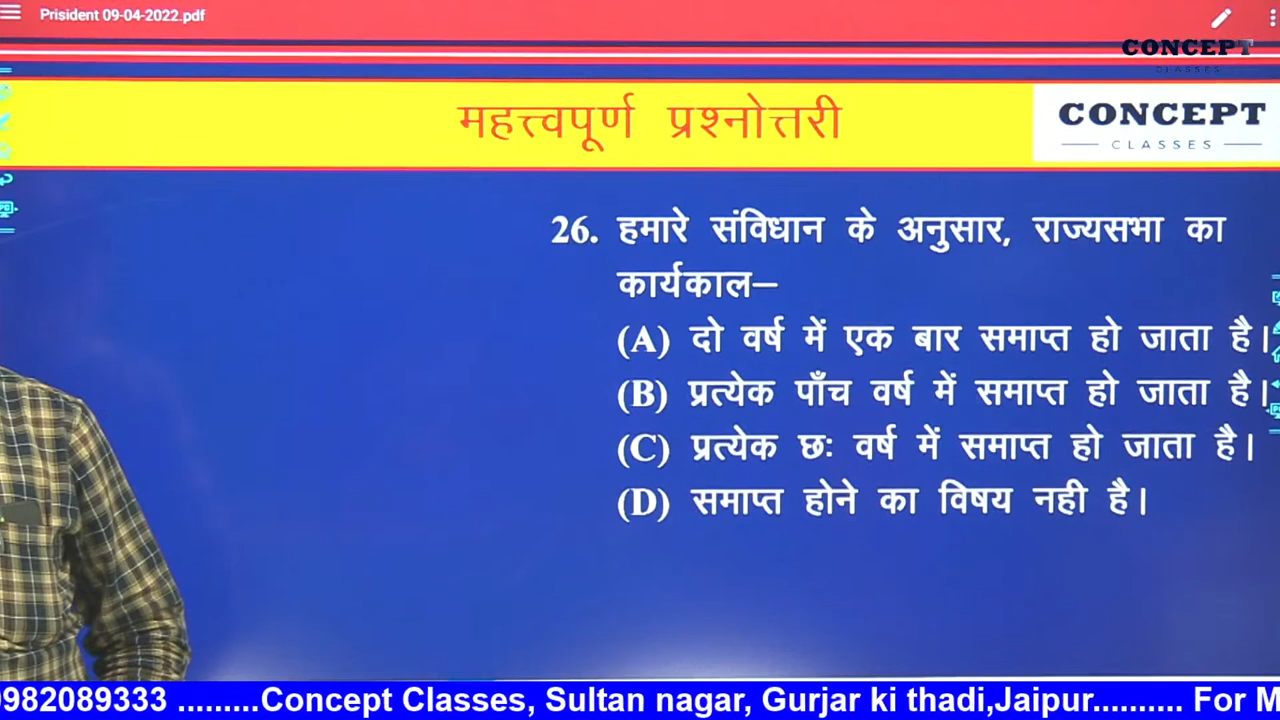 Prisident 09-04-2022.pdf
CONCEPT
CLASSES
महत्त्वपूर्ण प्रश्नोत्तरी
CONCEPT
CLASSES
26. हमारे संविधान के अनुसार, राज्यसभा का
कार्यकाल–
(A) दो वर्ष में एक बार समाप्त हो जाता है।
(B) प्रत्येक पाँच वर्ष में समाप्त हो जाता है।
(C) प्रत्येक छः वर्ष में समाप्त हो जाता है।
(D) समाप्त होने का विषय नही है।
9982089333 .........Concept Classes, Sultan nagar, Gurjar ki thadi,Jaipur.......... For M